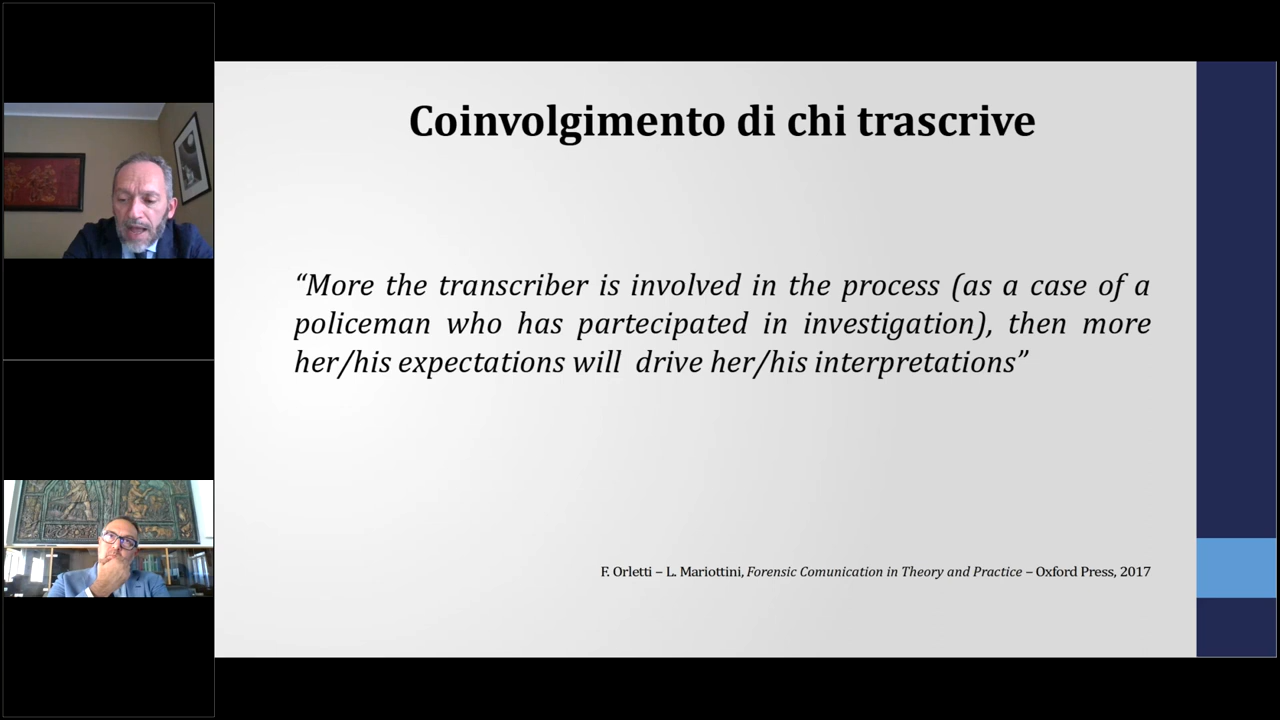 Coinvolgimento di chi trascrive
“More the transcriber is involved in the process (as a case of a
policeman who has partecipated in investigation), then more
her/his expectations will drive her/his interpretations”
F. Orletti – L. Mariottini, Forensic Comunication in Theory and Practice – Oxford Press, 2017